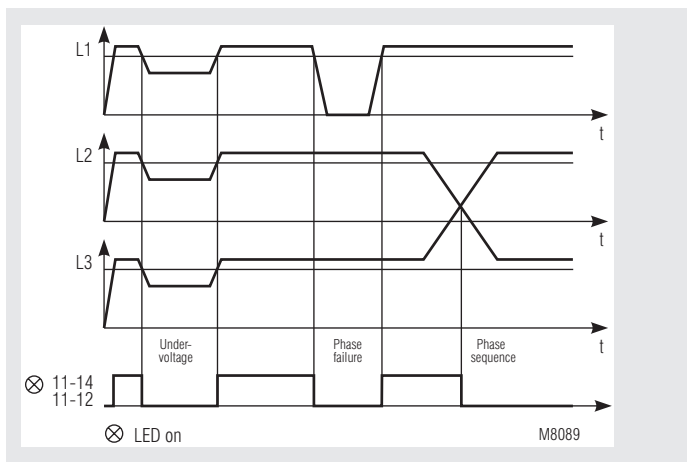 L1
t
L2
t
L3
t
Under-
voltage
Phase
failure
Phase
sequence
11-14
11-12
LED on
M8089